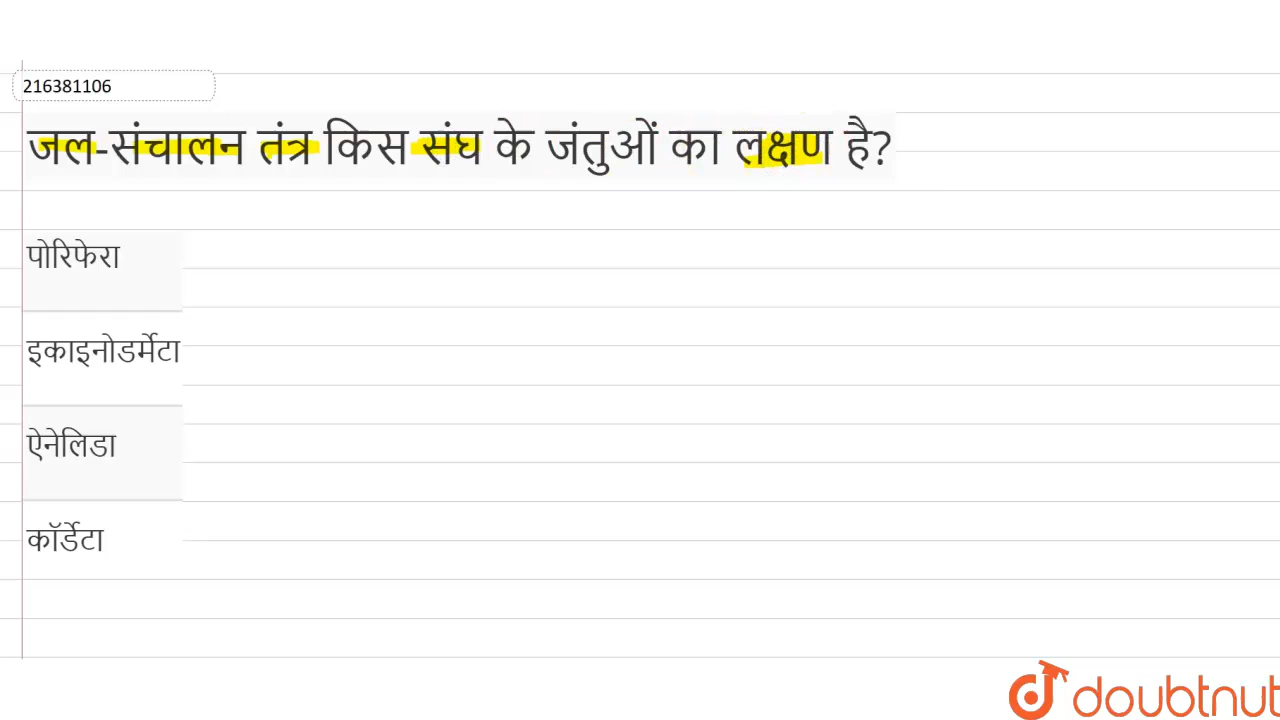 216381106
जल-संचालन तंत्र किस संघ के जंतुओं का लक्षण है?
पोरिफेरा
इकाइनोडर्मेटा
ऐनेलिडा
कॉर्डेटा
doubtnut